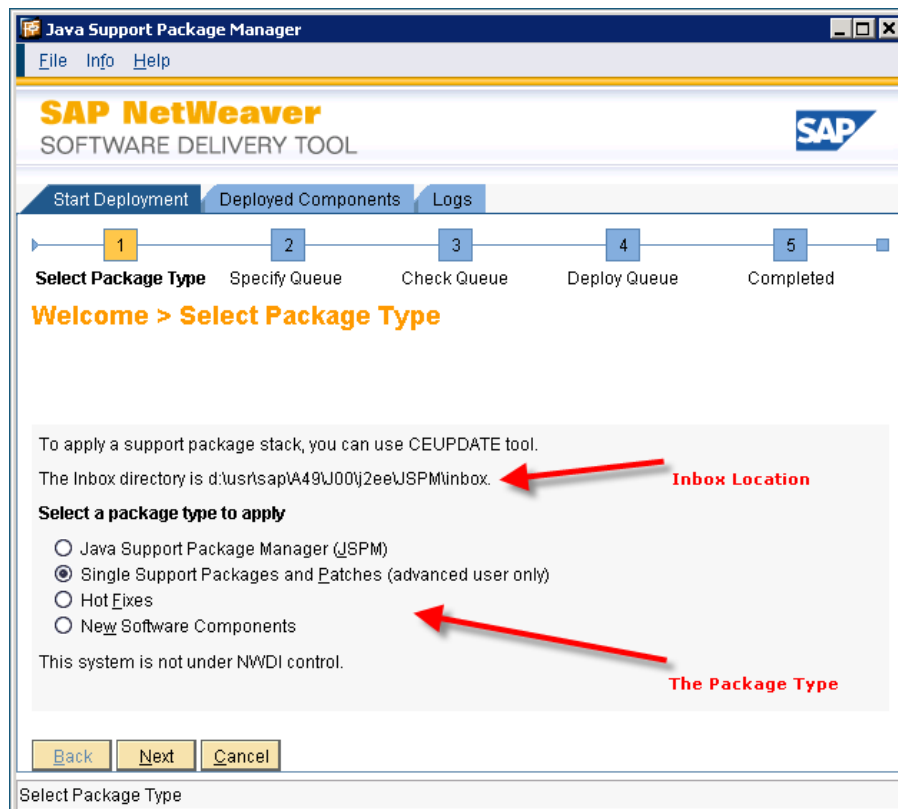 Java Support Package Manager
File Info Help
SAP NetWeaver
SOFTWARE DELIVERY TOOL
SAP
Start Deployment Deployed Components Logs
1 2 3 4 5
Select Package Type Specify Queue Check Queue Deploy Queue Completed
Welcome > Select Package Type
To apply a support package stack, you can use CEUPDATE tool.
The Inbox directory is d:\usr\sap\A49\J00\j2ee\JSPM\inbox.
Inbox Location
Select a package type to apply
Java Support Package Manager (JSPM)
Single Support Packages and Patches (advanced user only)
Hot Fixes
New Software Components
This system is not under NWDI control.
The Package Type
Back Next Cancel
Select Package Type